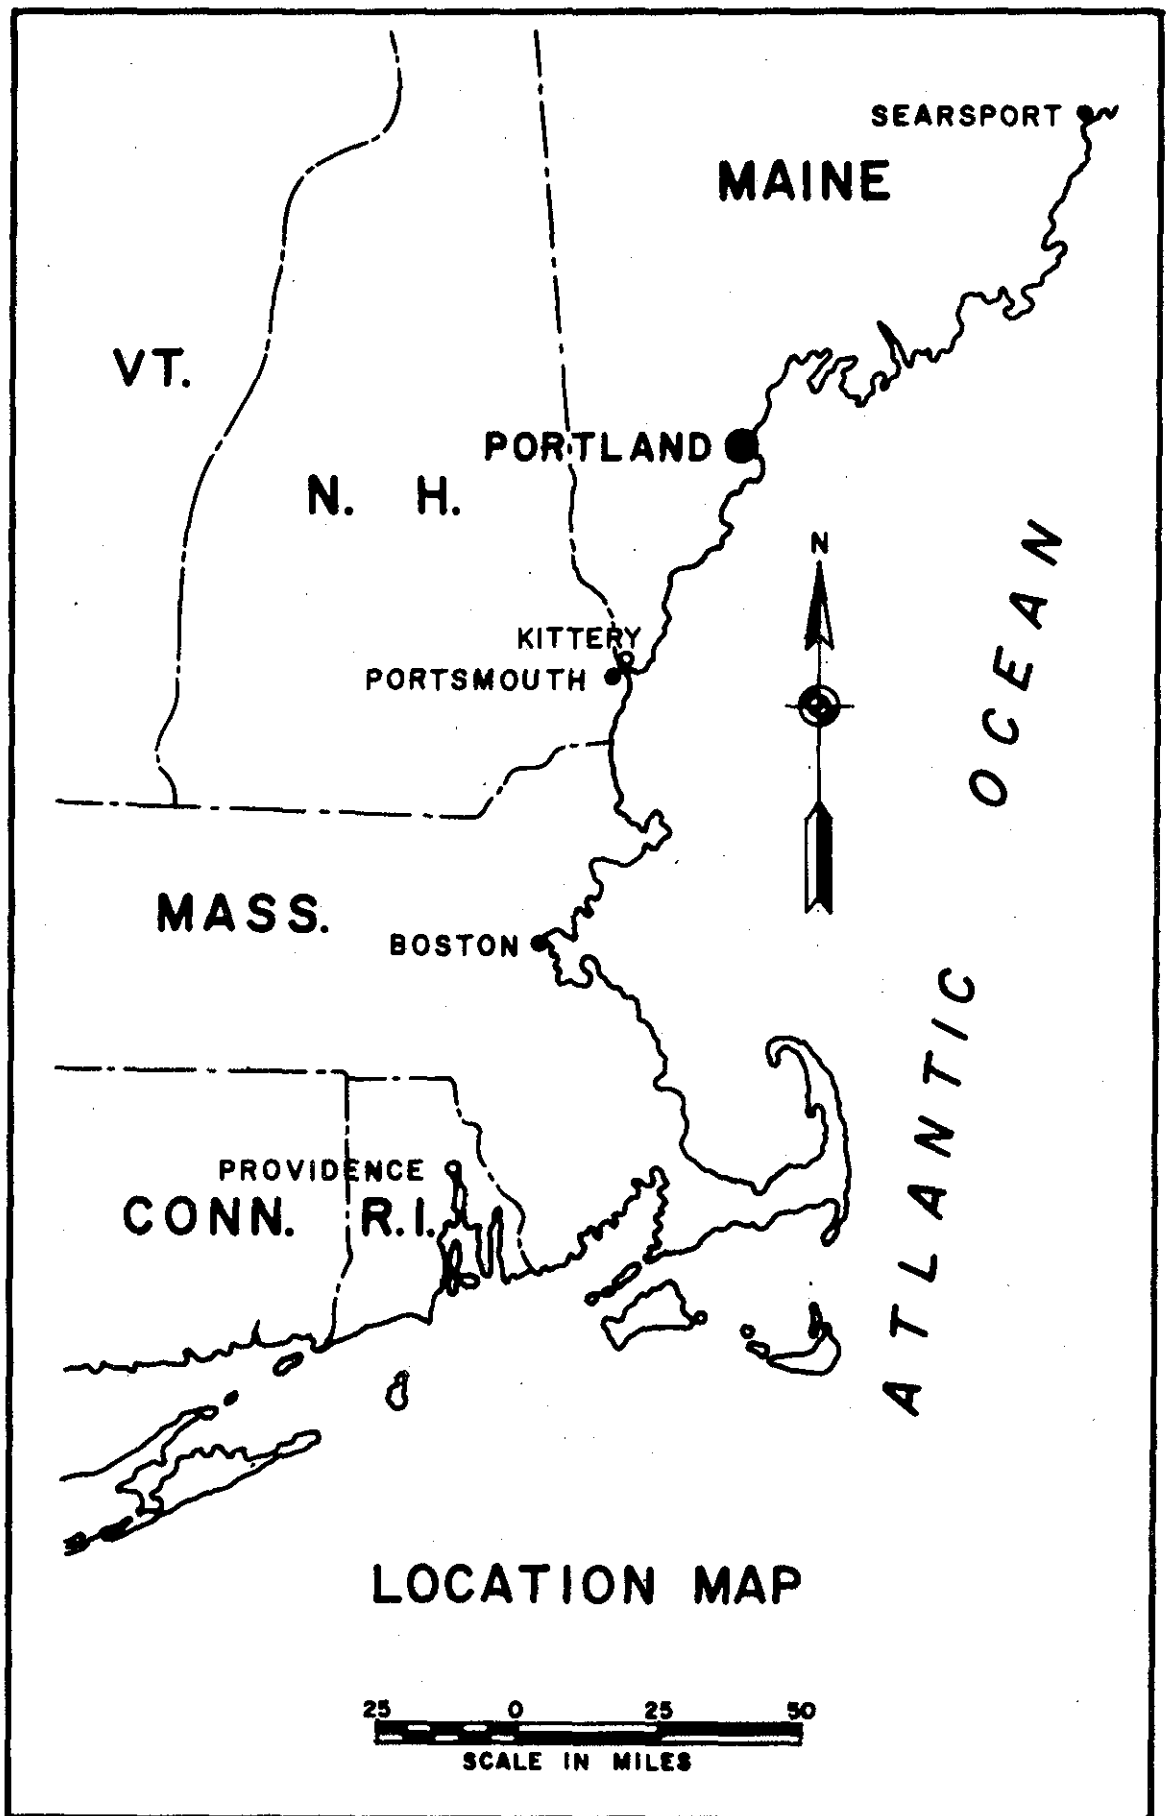 SEARSPORT
MAINE
VT.
PORTLAND
N. H.
N
KITTERY
PORTSMOUTH
ATLANTIC OCEAN
MASS.
BOSTON
PROVIDENCE
CONN. R.I.
LOCATION MAP
25 0 25 50
SCALE IN MILES